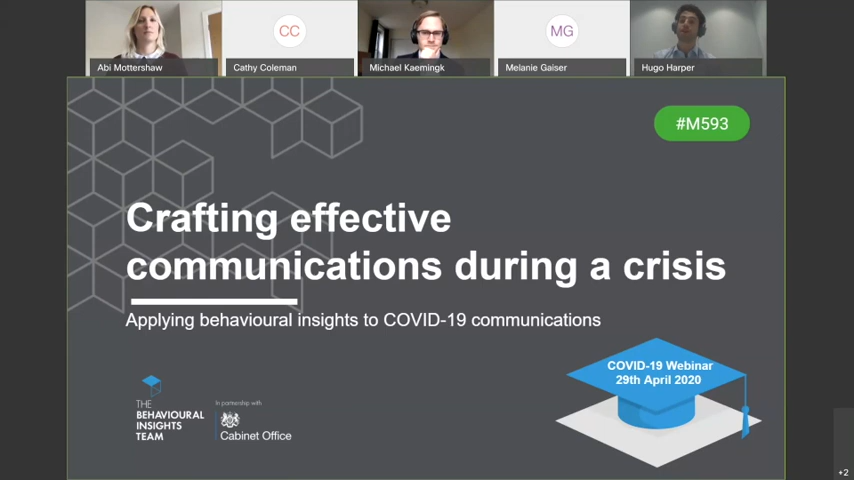 CC
MG
Abi Mottershaw
Cathy Coleman
Michael Kaemingk
Melanie Gaiser
Hugo Harper
#M593
Crafting effective
communications during a crisis
Applying behavioural insights to COVID-19 communications
COVID-19 Webinar
29th April 2020
THE
BEHAVIOURAL
INSIGHTS
TEAM
In partnership with
Cabinet Office
+2